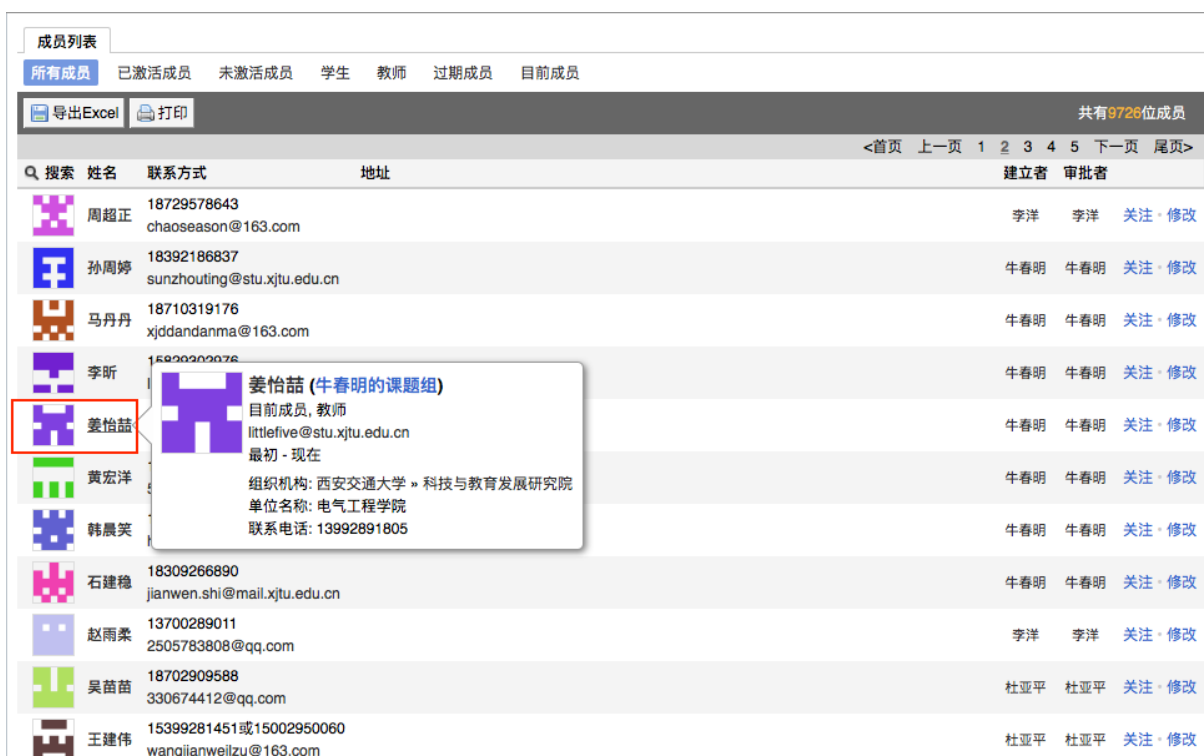 成员列表
所有成员 已激活成员 未激活成员 学生 教师 过期成员 目前成员
导出Excel 打印 共有9726位成员
<首页 上一页 1 2 3 4 5 下一页 尾页>
搜索 姓名 联系方式 地址 建立者 审批者
周超正 18729578643 李洋 李洋 关注 · 修改
chaoseason@163.com
孙周婷 18392186837 牛春明 牛春明 关注 · 修改
sunzhouting@stu.xjtu.edu.cn
马丹丹 18710319176 牛春明 牛春明 关注 · 修改
xjddandanma@163.com
李昕 15829302976 牛春明 牛春明 关注 · 修改
姜怡喆 牛春明 牛春明 关注 · 修改
姜怡喆 (牛春明的课题组)
目前成员, 教师
littlefive@stu.xjtu.edu.cn
最初 - 现在
组织机构: 西安交通大学 » 科技与教育发展研究院
单位名称: 电气工程学院
联系电话: 13992891805
黄宏洋 牛春明 牛春明 关注 · 修改
韩晨笑 牛春明 牛春明 关注 · 修改
石建稳 18309266890 牛春明 牛春明 关注 · 修改
jianwen.shi@mail.xjtu.edu.cn
赵雨柔 13700289011 李洋 李洋 关注 · 修改
2505783808@qq.com
吴苗苗 18702909588 杜亚平 杜亚平 关注 · 修改
330674412@qq.com
王建伟 15399281451或15002950060 杜亚平 杜亚平 关注 · 修改
wangjianweilzu@163.com